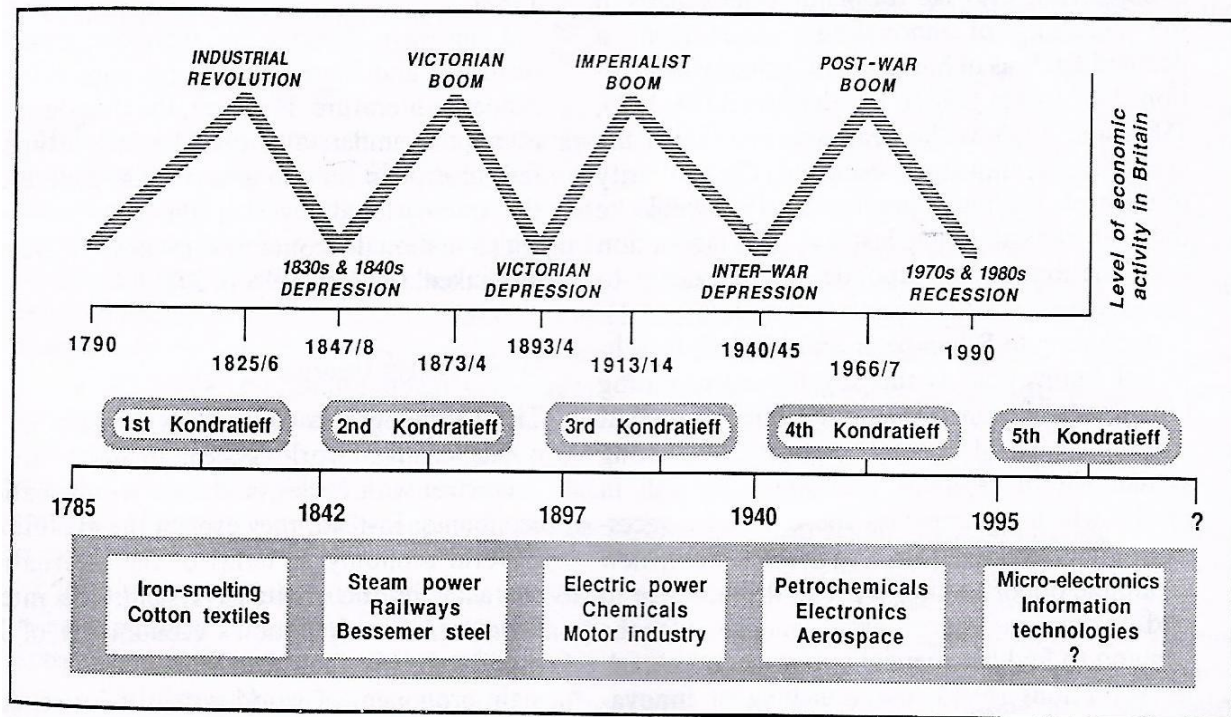 INDUSTRIAL
REVOLUTION
VICTORIAN
BOOM
IMPERIALIST
BOOM
POST-WAR
BOOM
1830s & 1840s
DEPRESSION
VICTORIAN
DEPRESSION
INTER-WAR
DEPRESSION
1970s & 1980s
RECESSION
Level of economic
activity in Britain
1790
1825/6
1847/8
1873/4
1893/4
1913/14
1940/45
1966/7
1990
1st Kondratieff
2nd Kondratieff
3rd Kondratieff
4th Kondratieff
5th Kondratieff
1785
1842
1897
1940
1995
?
Iron-smelting
Cotton textiles
Steam power
Railways
Bessemer steel
Electric power
Chemicals
Motor industry
Petrochemicals
Electronics
Aerospace
Micro-electronics
Information
technologies
?